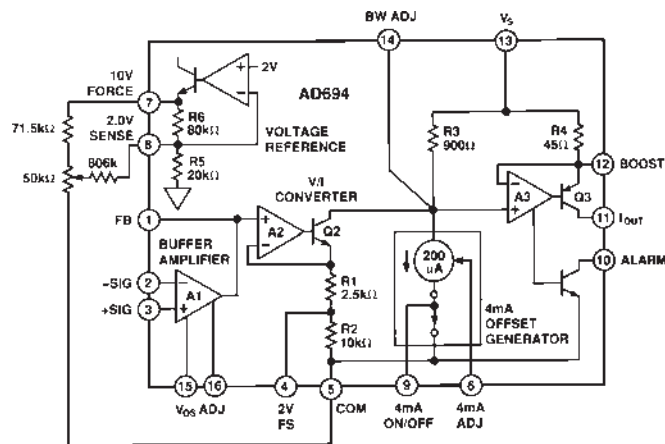 BW ADJ
Vs
14
13
10V
FORCE
7
2V
AD694
R6
80kΩ
VOLTAGE
REFERENCE
2.0V
SENSE
8
R5
20kΩ
71.5kΩ
806k
50kΩ
R3
900Ω
R4
45Ω
12
BOOST
A3
Q3
11
IOUT
V/I
CONVERTER
FB
1
A2
Q2
BUFFER
AMPLIFIER
-SIG
2
+SIG
3
A1
R1
2.5kΩ
R2
10kΩ
200
μA
10
ALARM
4mA
OFFSET
GENERATOR
15
16
4
5
9
6
VOS ADJ
2V
FS
COM
4mA
ON/OFF
4mA
ADJ